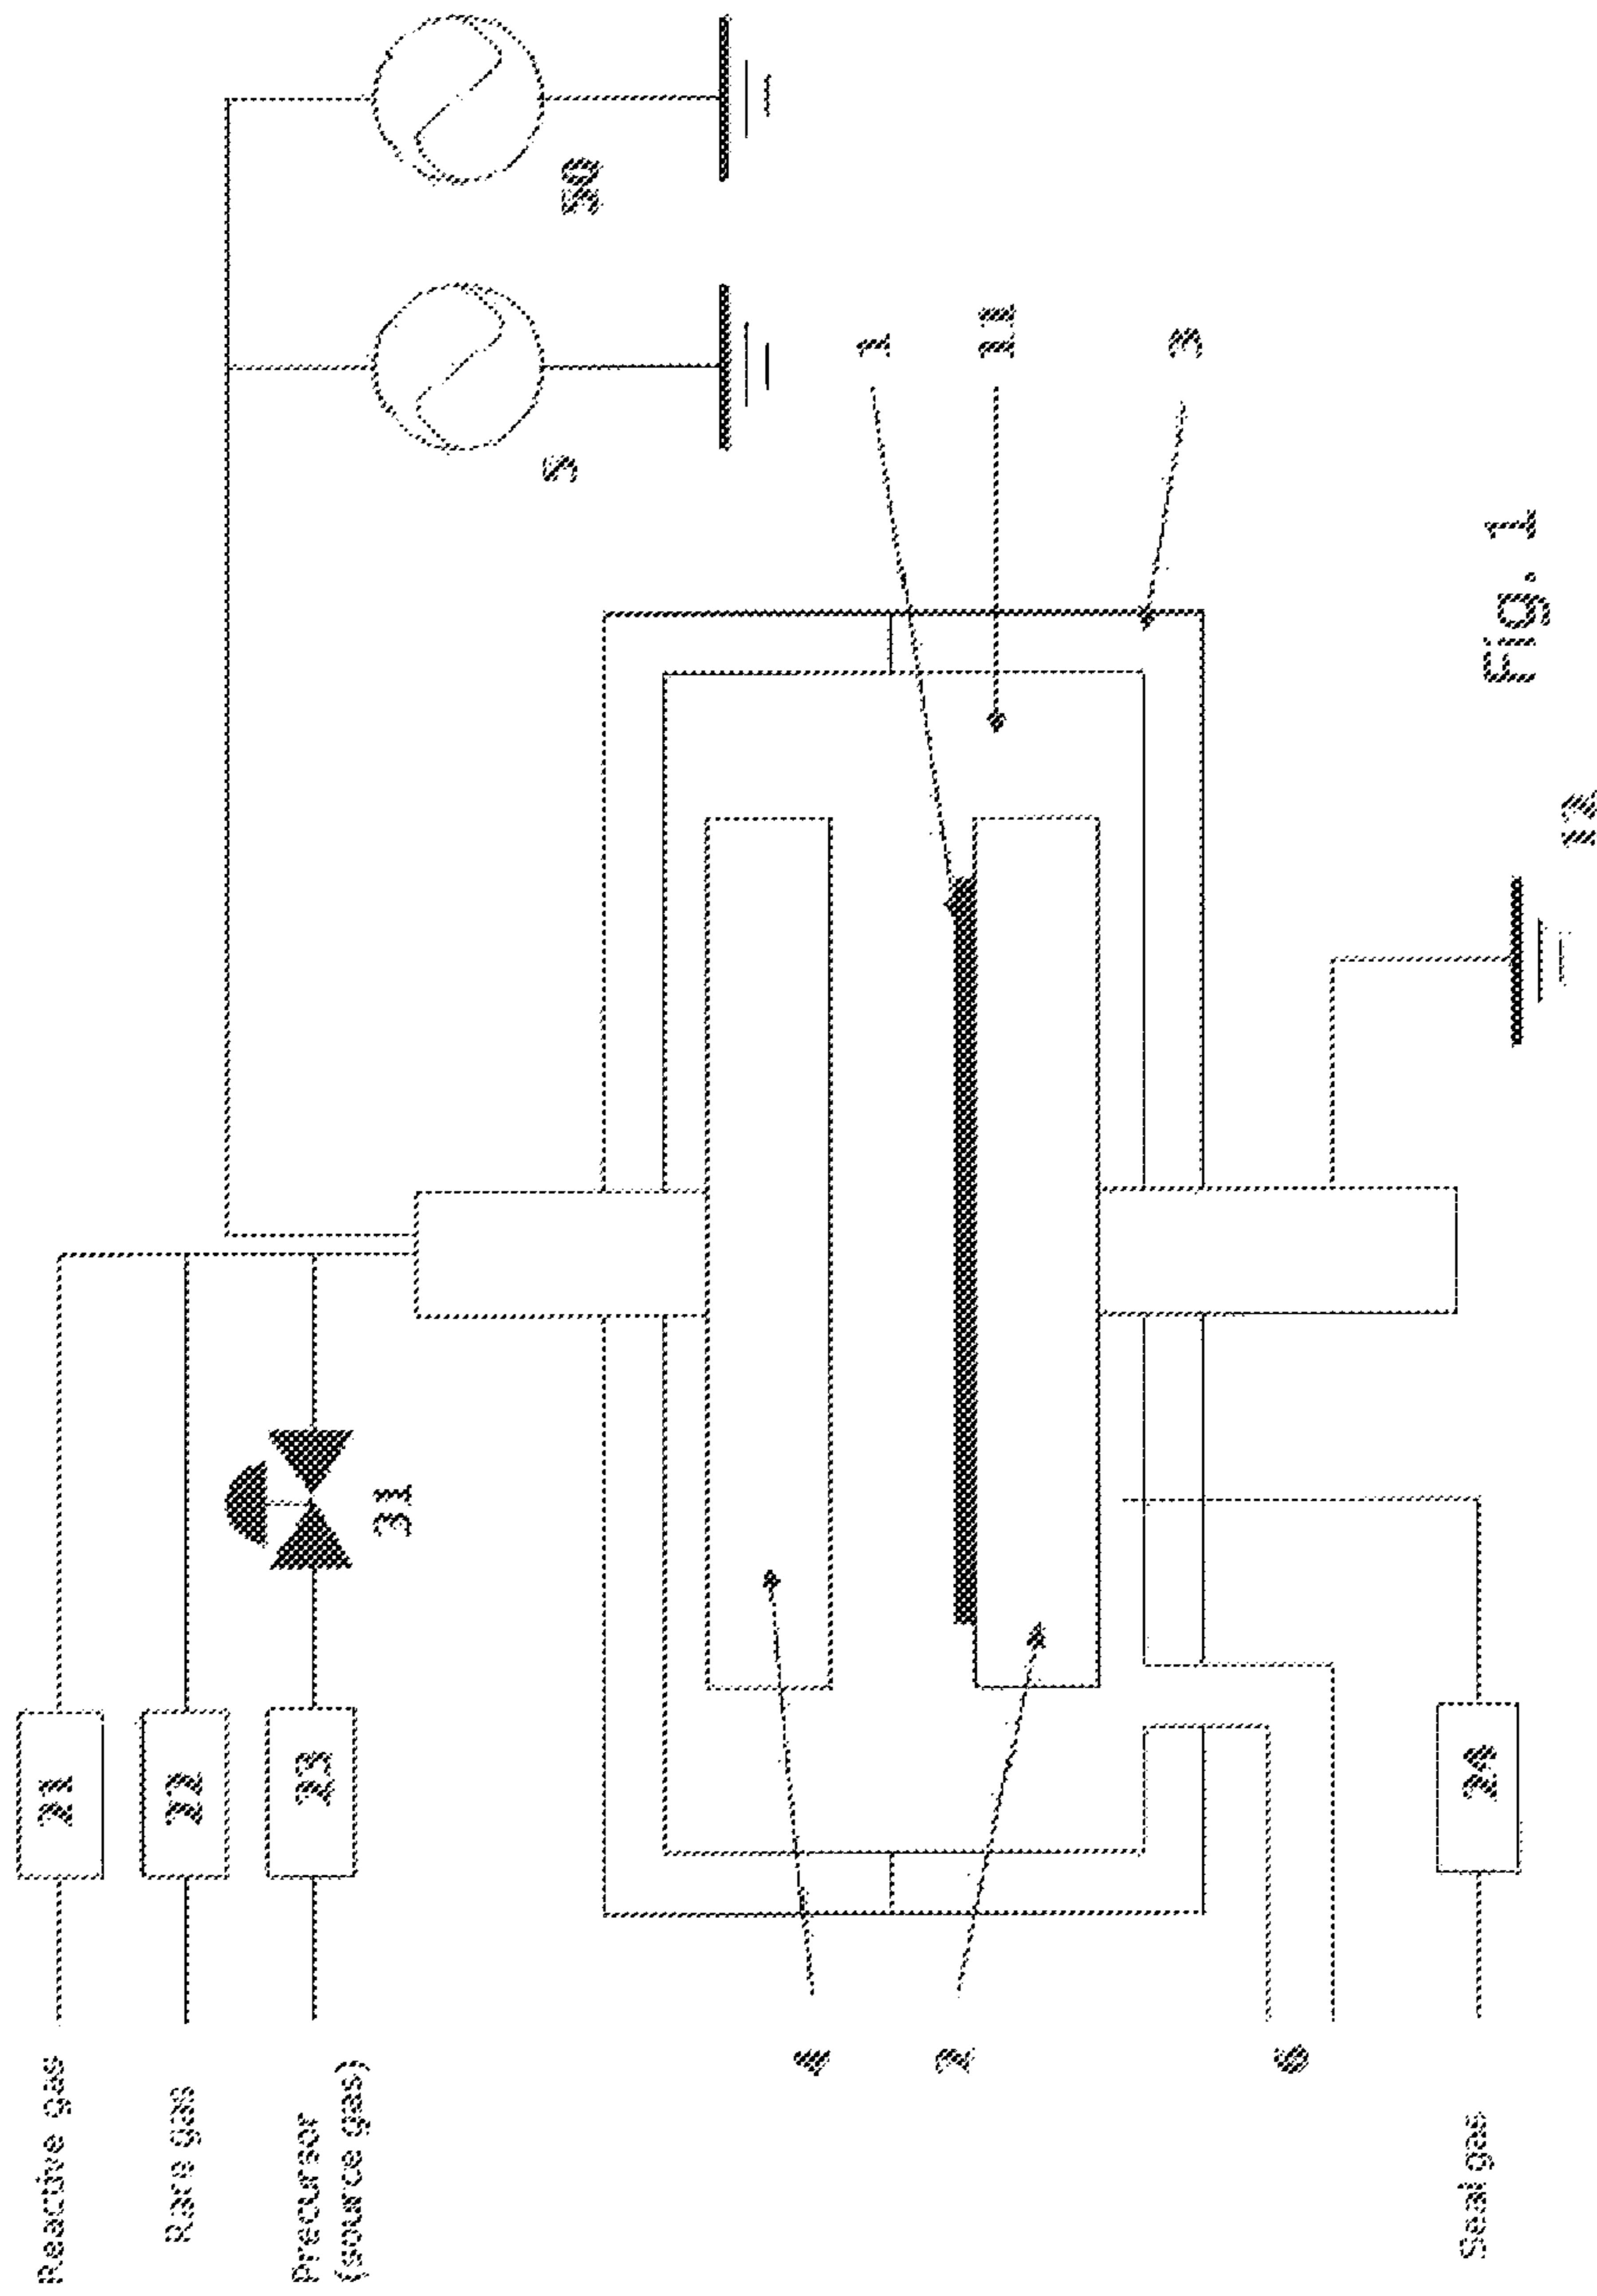 Reactive gas
21
Rare gas
22
Precursor
(source gas)
23
31
5
50
4
1
2
11
3
6
Seal gas
24
12
Fig. 1